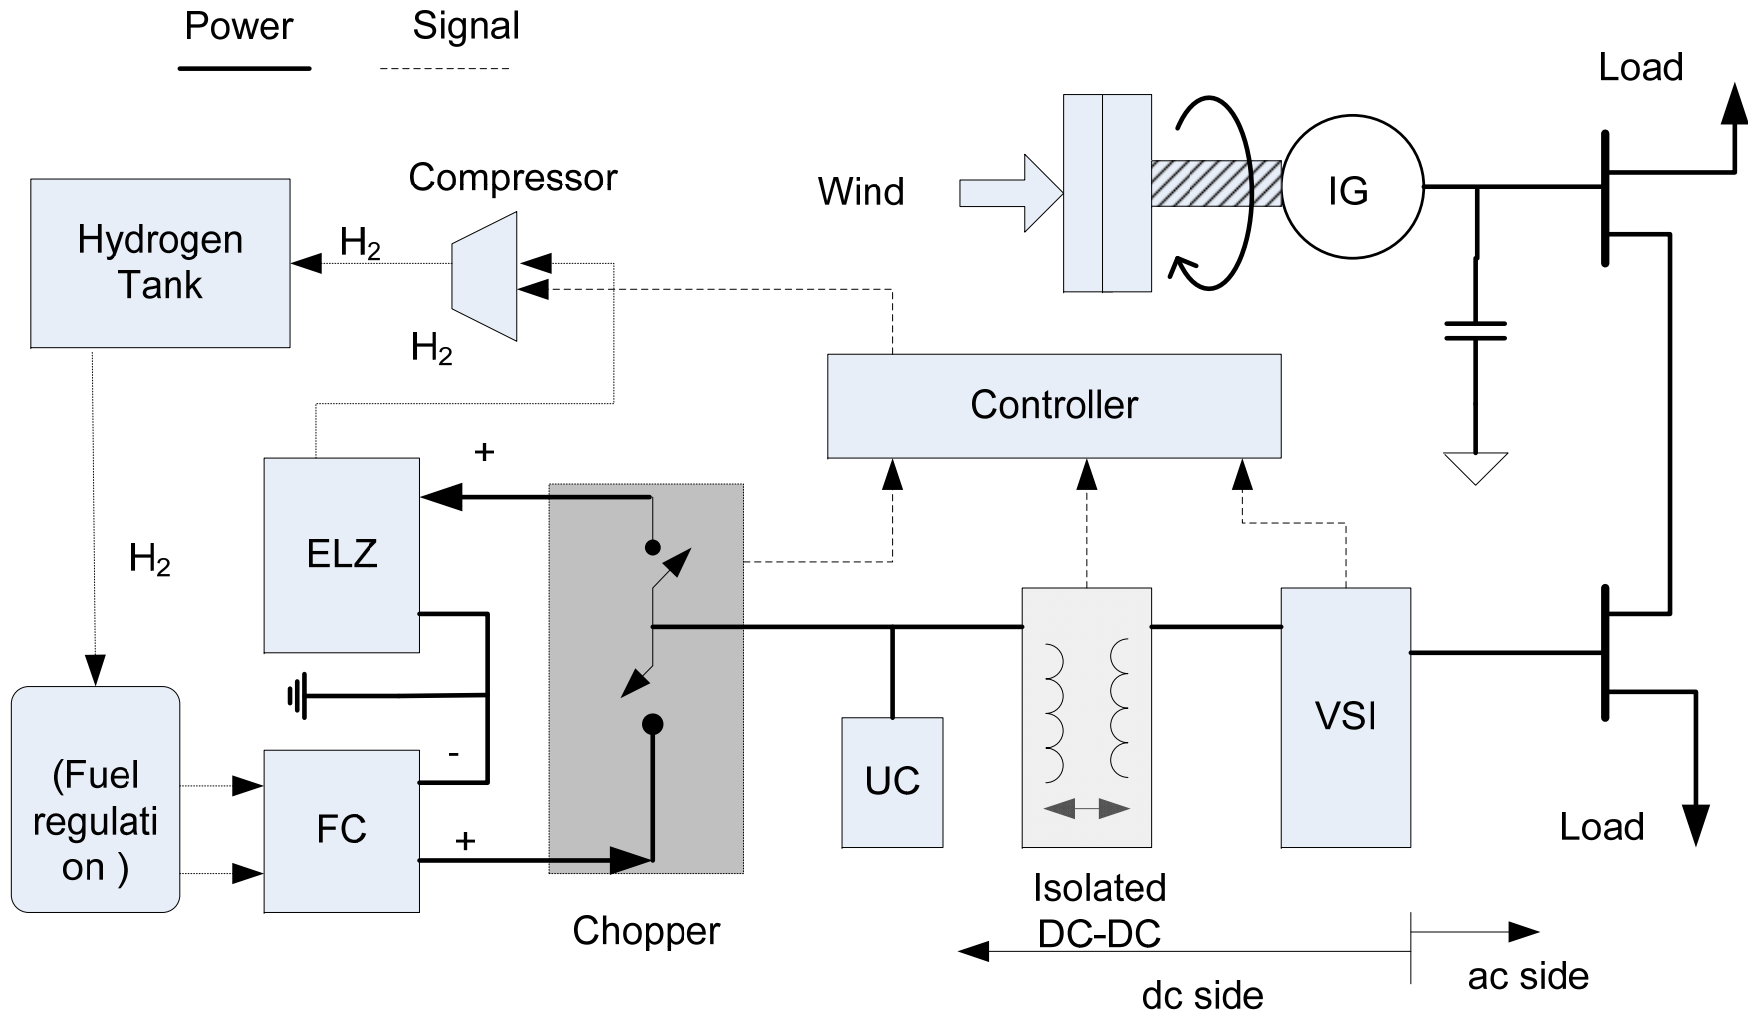 Power
Signal
Load
Compressor
Wind
IG
Hydrogen
Tank
H₂
H₂
Controller
+
ELZ
H₂
VSI
-
UC
(Fuel
regulati
on )
FC
+
Load
Isolated
DC-DC
Chopper
ac side
dc side